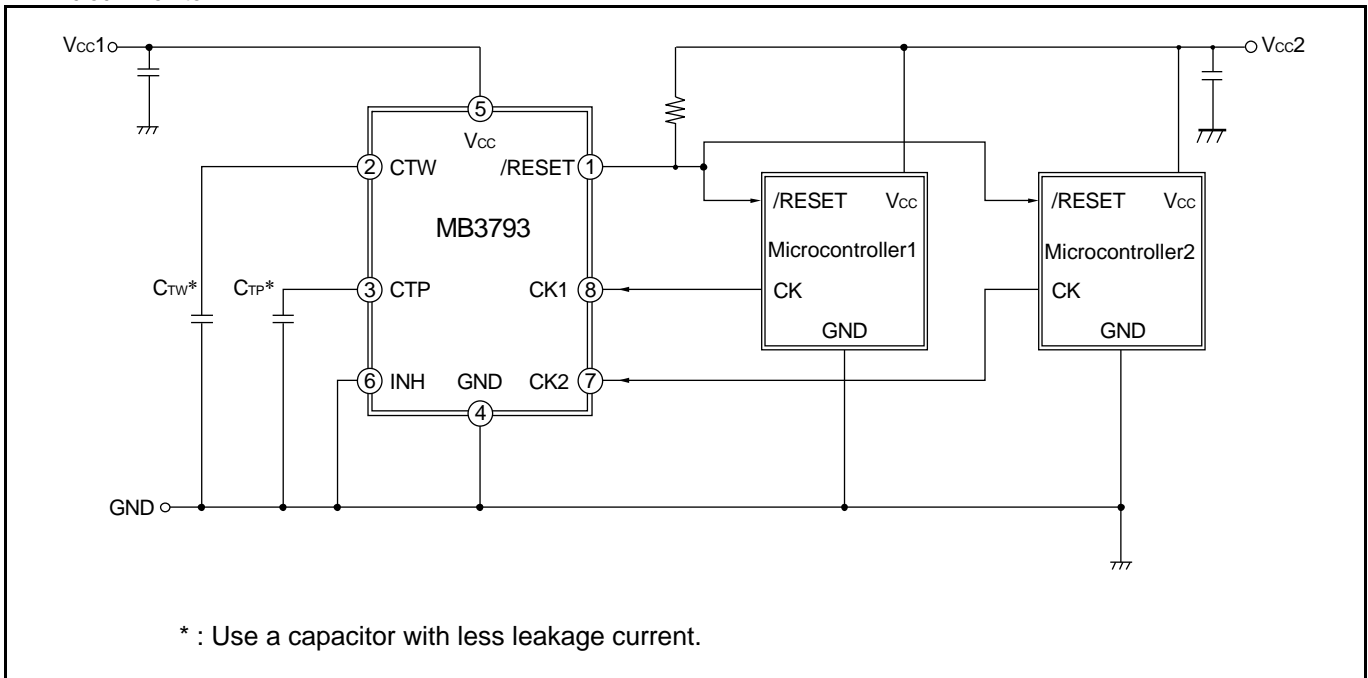 VCC1
VCC2
5
VCC
2 CTW
/RESET 1
/RESET VCC
/RESET VCC
MB3793
Microcontroller1
Microcontroller2
CTW*
CTP*
3 CTP
CK1 8
CK
CK
GND
GND
6 INH
GND
CK2 7
4
GND
* : Use a capacitor with less leakage current.